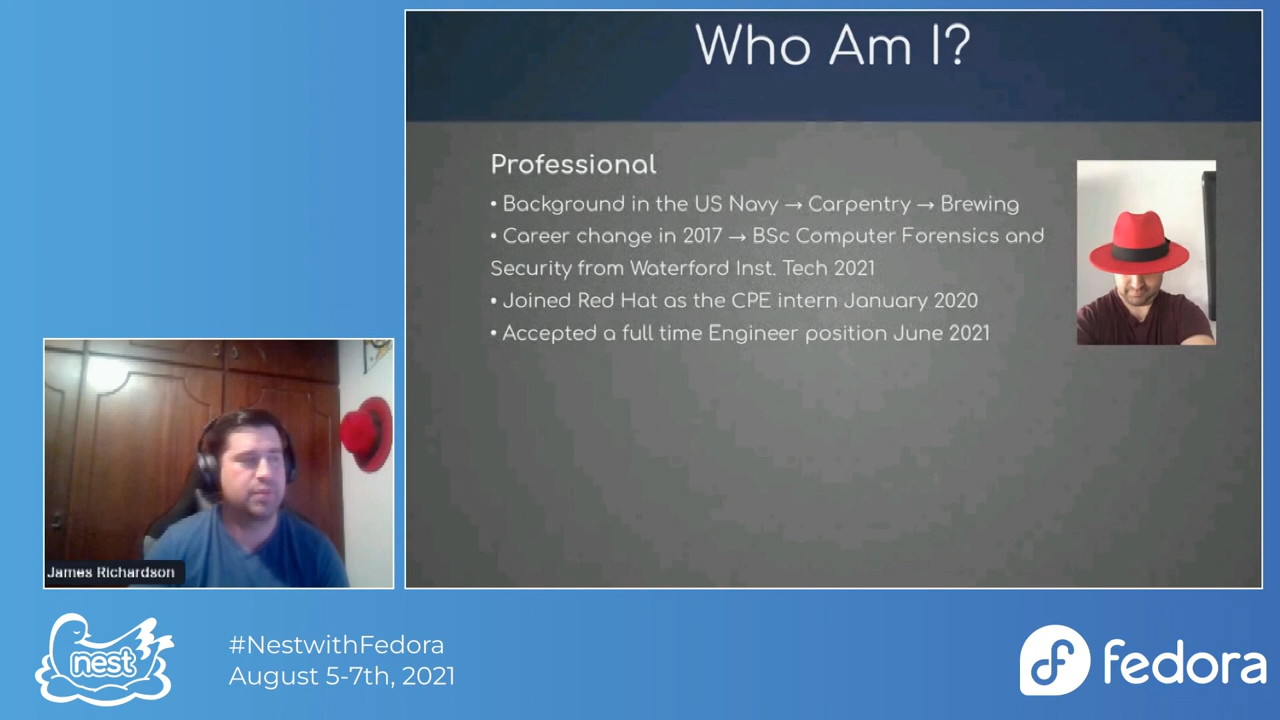 Who Am I?
Professional
• Background in the US Navy → Carpentry → Brewing
• Career change in 2017 → BSc Computer Forensics and
Security from Waterford Inst. Tech 2021
• Joined Red Hat as the CPE intern January 2020
• Accepted a full time Engineer position June 2021
James Richardson
nest
#NestwithFedora
August 5-7th, 2021
fedora